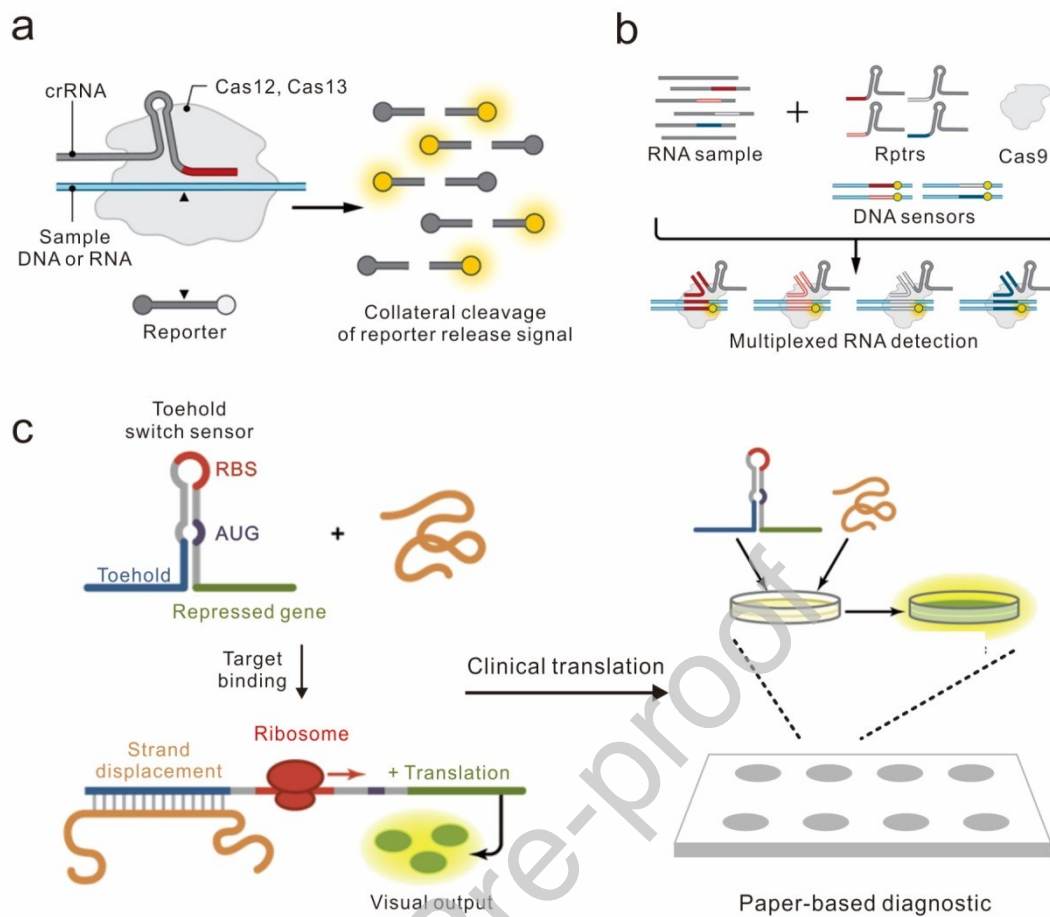 a
crRNA
Cas12, Cas13
Sample
DNA or RNA
Reporter
Collateral cleavage
of reporter release signal
b
RNA sample
+
Rptrs
Cas9
DNA sensors
Multiplexed RNA detection
c
Toehold
switch sensor
RBS
AUG
+
Toehold
Repressed gene
Target
binding
Clinical translation
Strand
displacement
Ribosome
+ Translation
Visual output
Paper-based diagnostic
re-proof